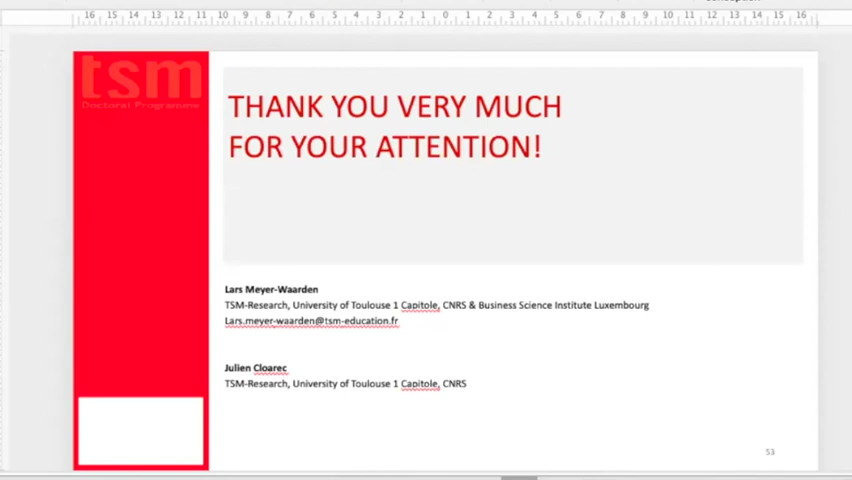 16 15 14 13 12 11 10 9 8 7 6 5 4 3 2 1 0 1 2 3 4 5 6 7 8 9 10 11 12 13 14 15 16
tsm
Doctoral Programme
THANK YOU VERY MUCH
FOR YOUR ATTENTION!
Lars Meyer-Waarden
TSM-Research, University of Toulouse 1 Capitole, CNRS & Business Science Institute Luxembourg
Lars.meyer-waarden@tsm-education.fr
Julien Cloarec
TSM-Research, University of Toulouse 1 Capitole, CNRS
53